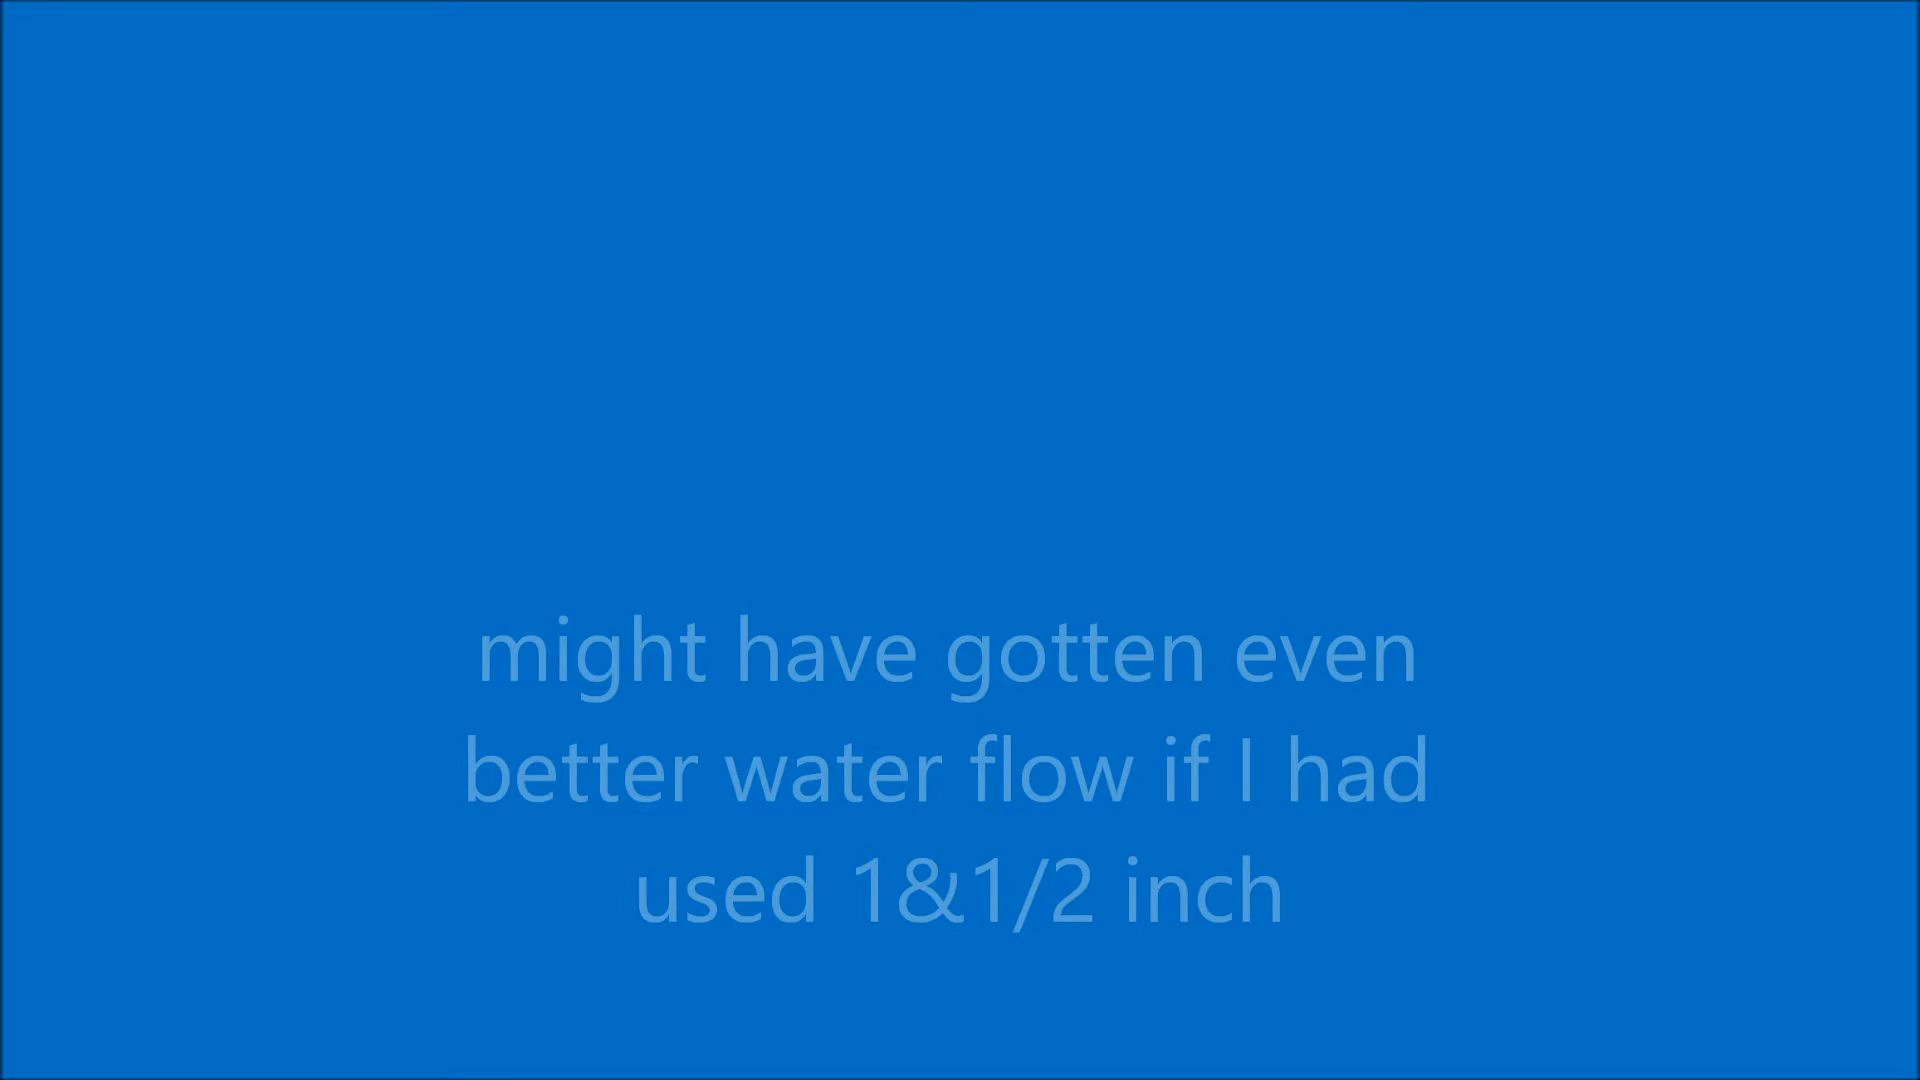 might have gotten even
better water flow if I had
used 1&1/2 inch